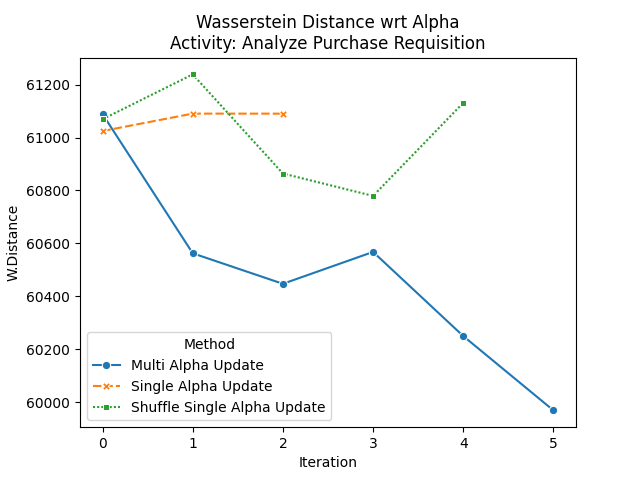 Wasserstein Distance wrt Alpha
Activity: Analyze Purchase Requisition
61200
61000
60800
60600
60400
60200
60000
W.Distance
Method
Multi Alpha Update
Single Alpha Update
Shuffle Single Alpha Update
0 1 2 3 4 5
Iteration